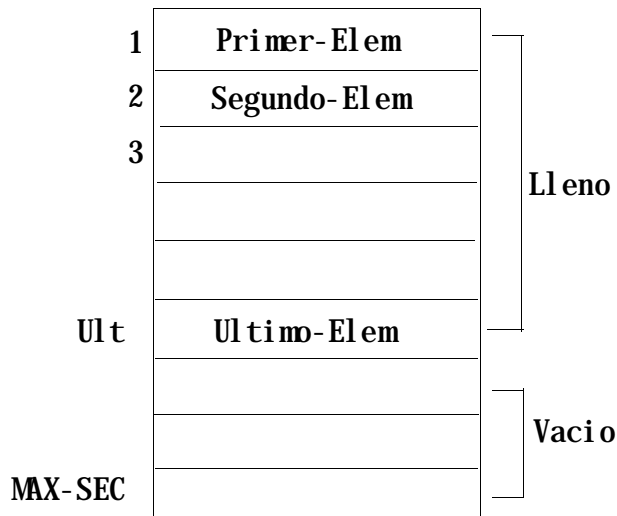 1 Primer-Elem
2 Segundo-Elem
3
Lleno
Ult Ultimo-Elem
Vacio
MAX-SEC